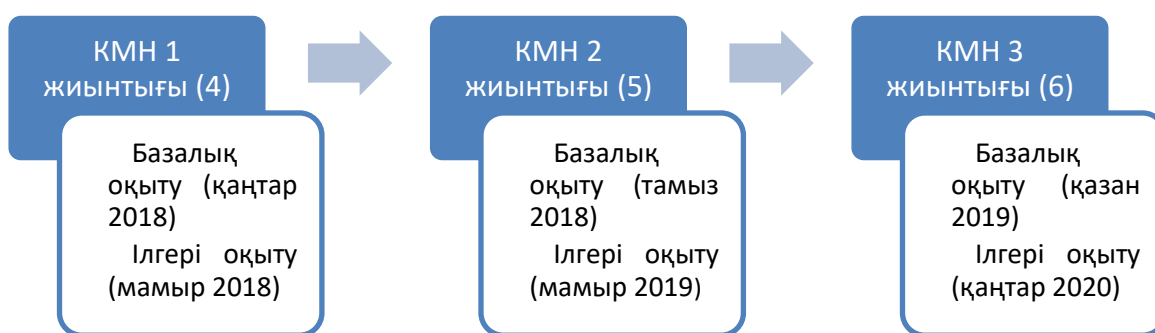 КМН 1
жиынтығы (4)
Базалық
оқыту (қаңтар
2018)
Ілгері оқыту
(мамыр 2018)
КМН 2
жиынтығы (5)
Базалық
оқыту (тамыз
2018)
Ілгері оқыту
(мамыр 2019)
КМН 3
жиынтығы (6)
Базалық
оқыту (қазан
2019)
Ілгері оқыту
(қаңтар 2020)